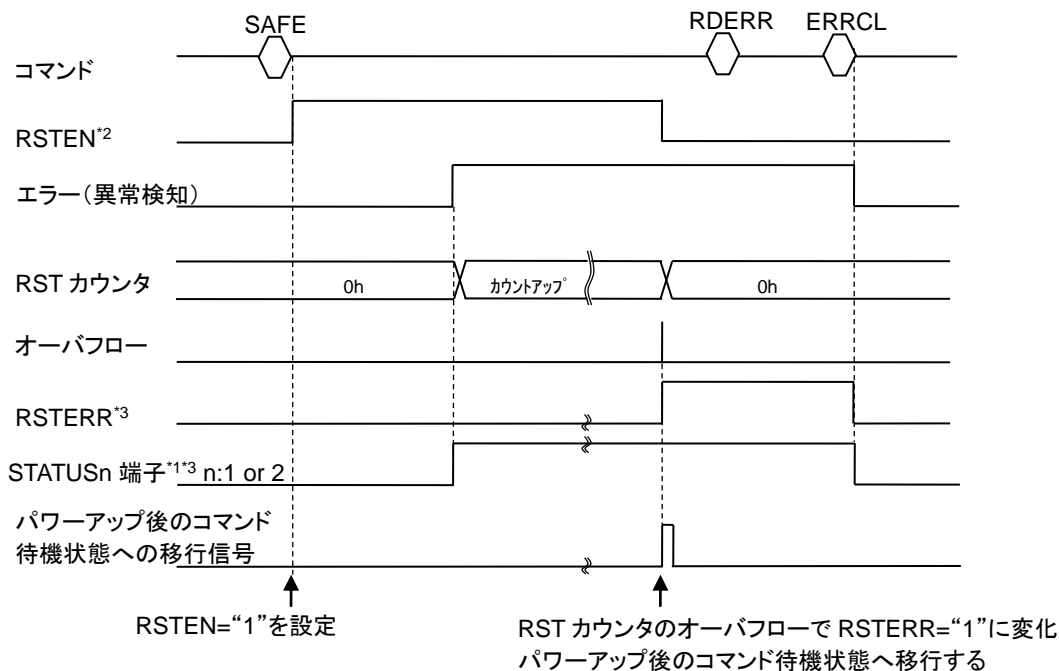 SAFE RDERR ERRCL
コマンド
RSTEN*2
エラー（異常検知）
RST カウンタ 0h カウントアップ 0h
オーバフロー
RSTERR*3
STATUSn 端子*1*3 n:1 or 2
パワーアップ後のコマンド
待機状態への移行信号
RSTEN=“1”を設定
RST カウンタのオーバフローで RSTERR=“1”に変化
パワーアップ後のコマンド待機状態へ移行する